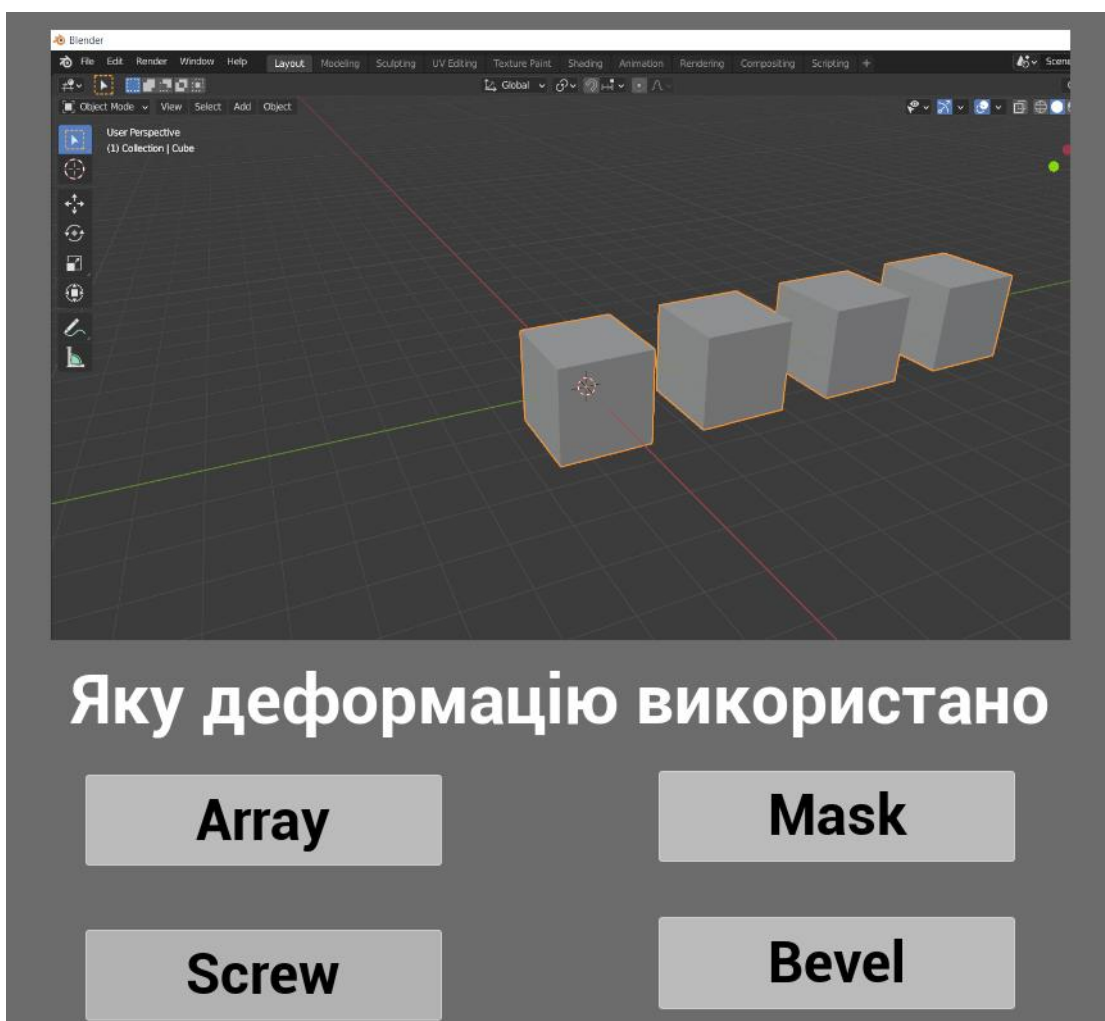 Blender
File Edit Render Window Help Layout Modeling Sculpting UV Editing Texture Paint Shading Animation Rendering Compositing Scripting + Scene
Global
Object Mode View Select Add Object
User Perspective
(1) Collection | Cube
Яку деформацію використано
Array Mask
Screw Bevel